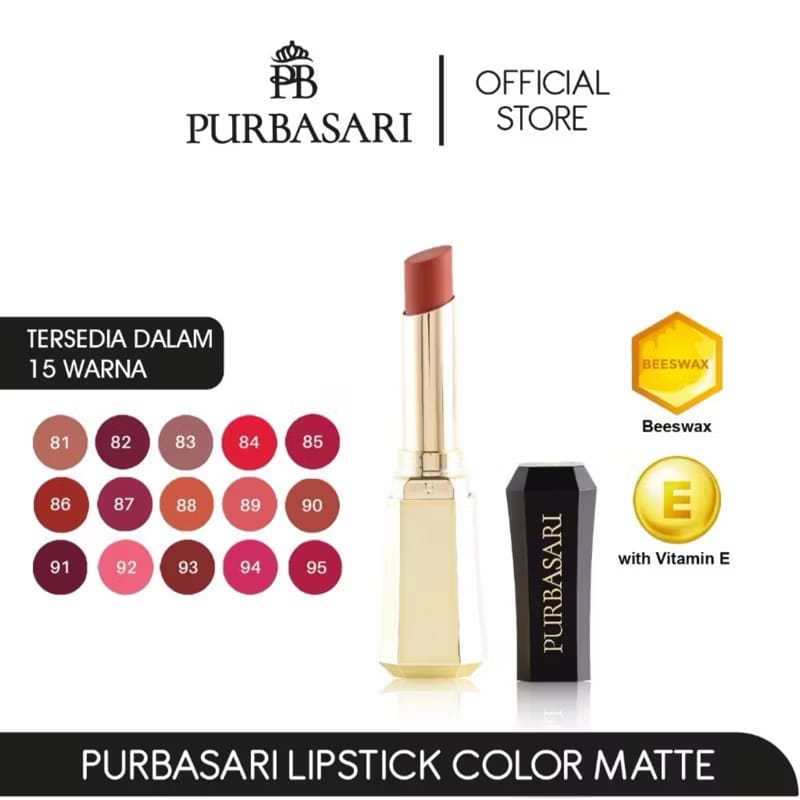 PB
PURBASARI
OFFICIAL
STORE
TERSEDIA DALAM
15 WARNA
81 82 83 84 85
86 87 88 89 90
91 92 93 94 95
BEESWAX
Beeswax
E
with Vitamin E
PURBASARI
PURBASARI LIPSTICK COLOR MATTE